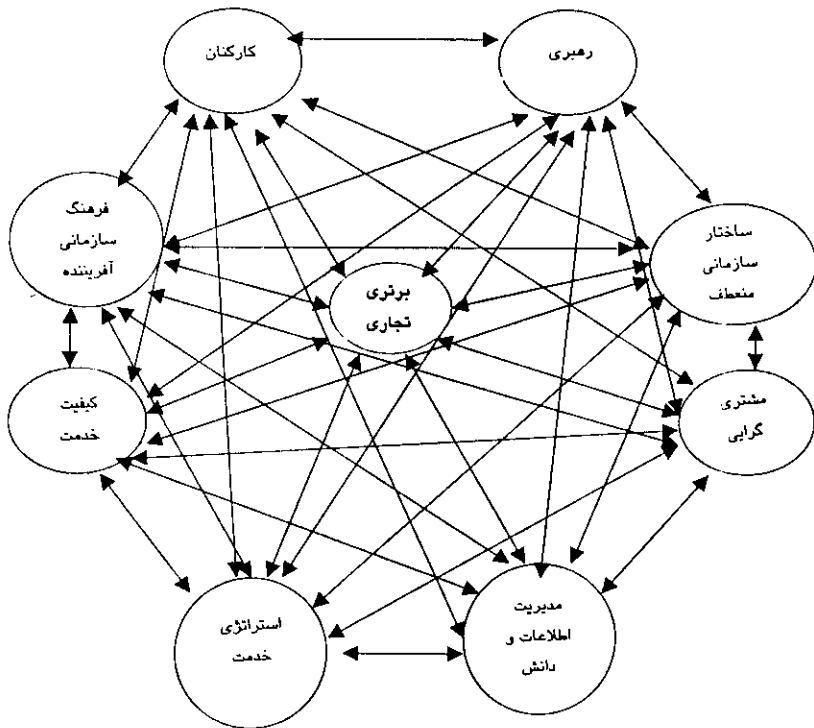 رهبری
کارکنان
ساختار
سازمانی
منعطف
فرهنگ
سازمانی
آفریننده
برتری
تجاری
مشتری
گرایی
کیفیت
خدمت
مدیریت
اطلاعات و
دانش
استراتژی
خدمت